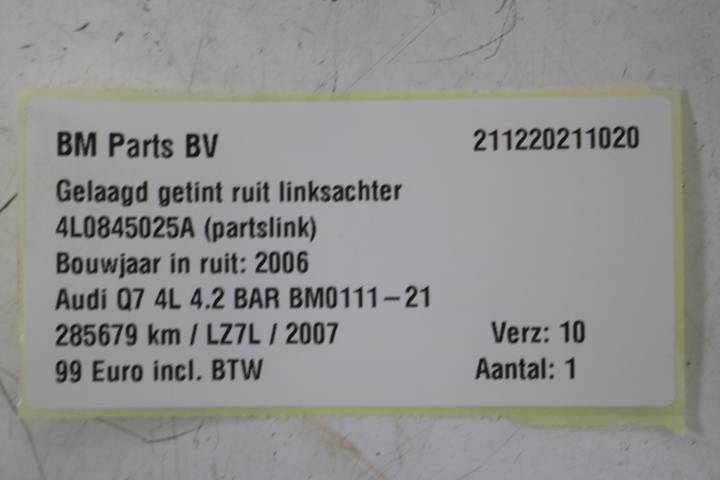 BM Parts BV 211220211020
Gelaagd getint ruit linksachter
4L0845025A (partslink)
Bouwjaar in ruit: 2006
Audi Q7 4L 4.2 BAR BM0111-21
285679 km / LZ7L / 2007 Verz: 10
99 Euro incl. BTW Aantal: 1